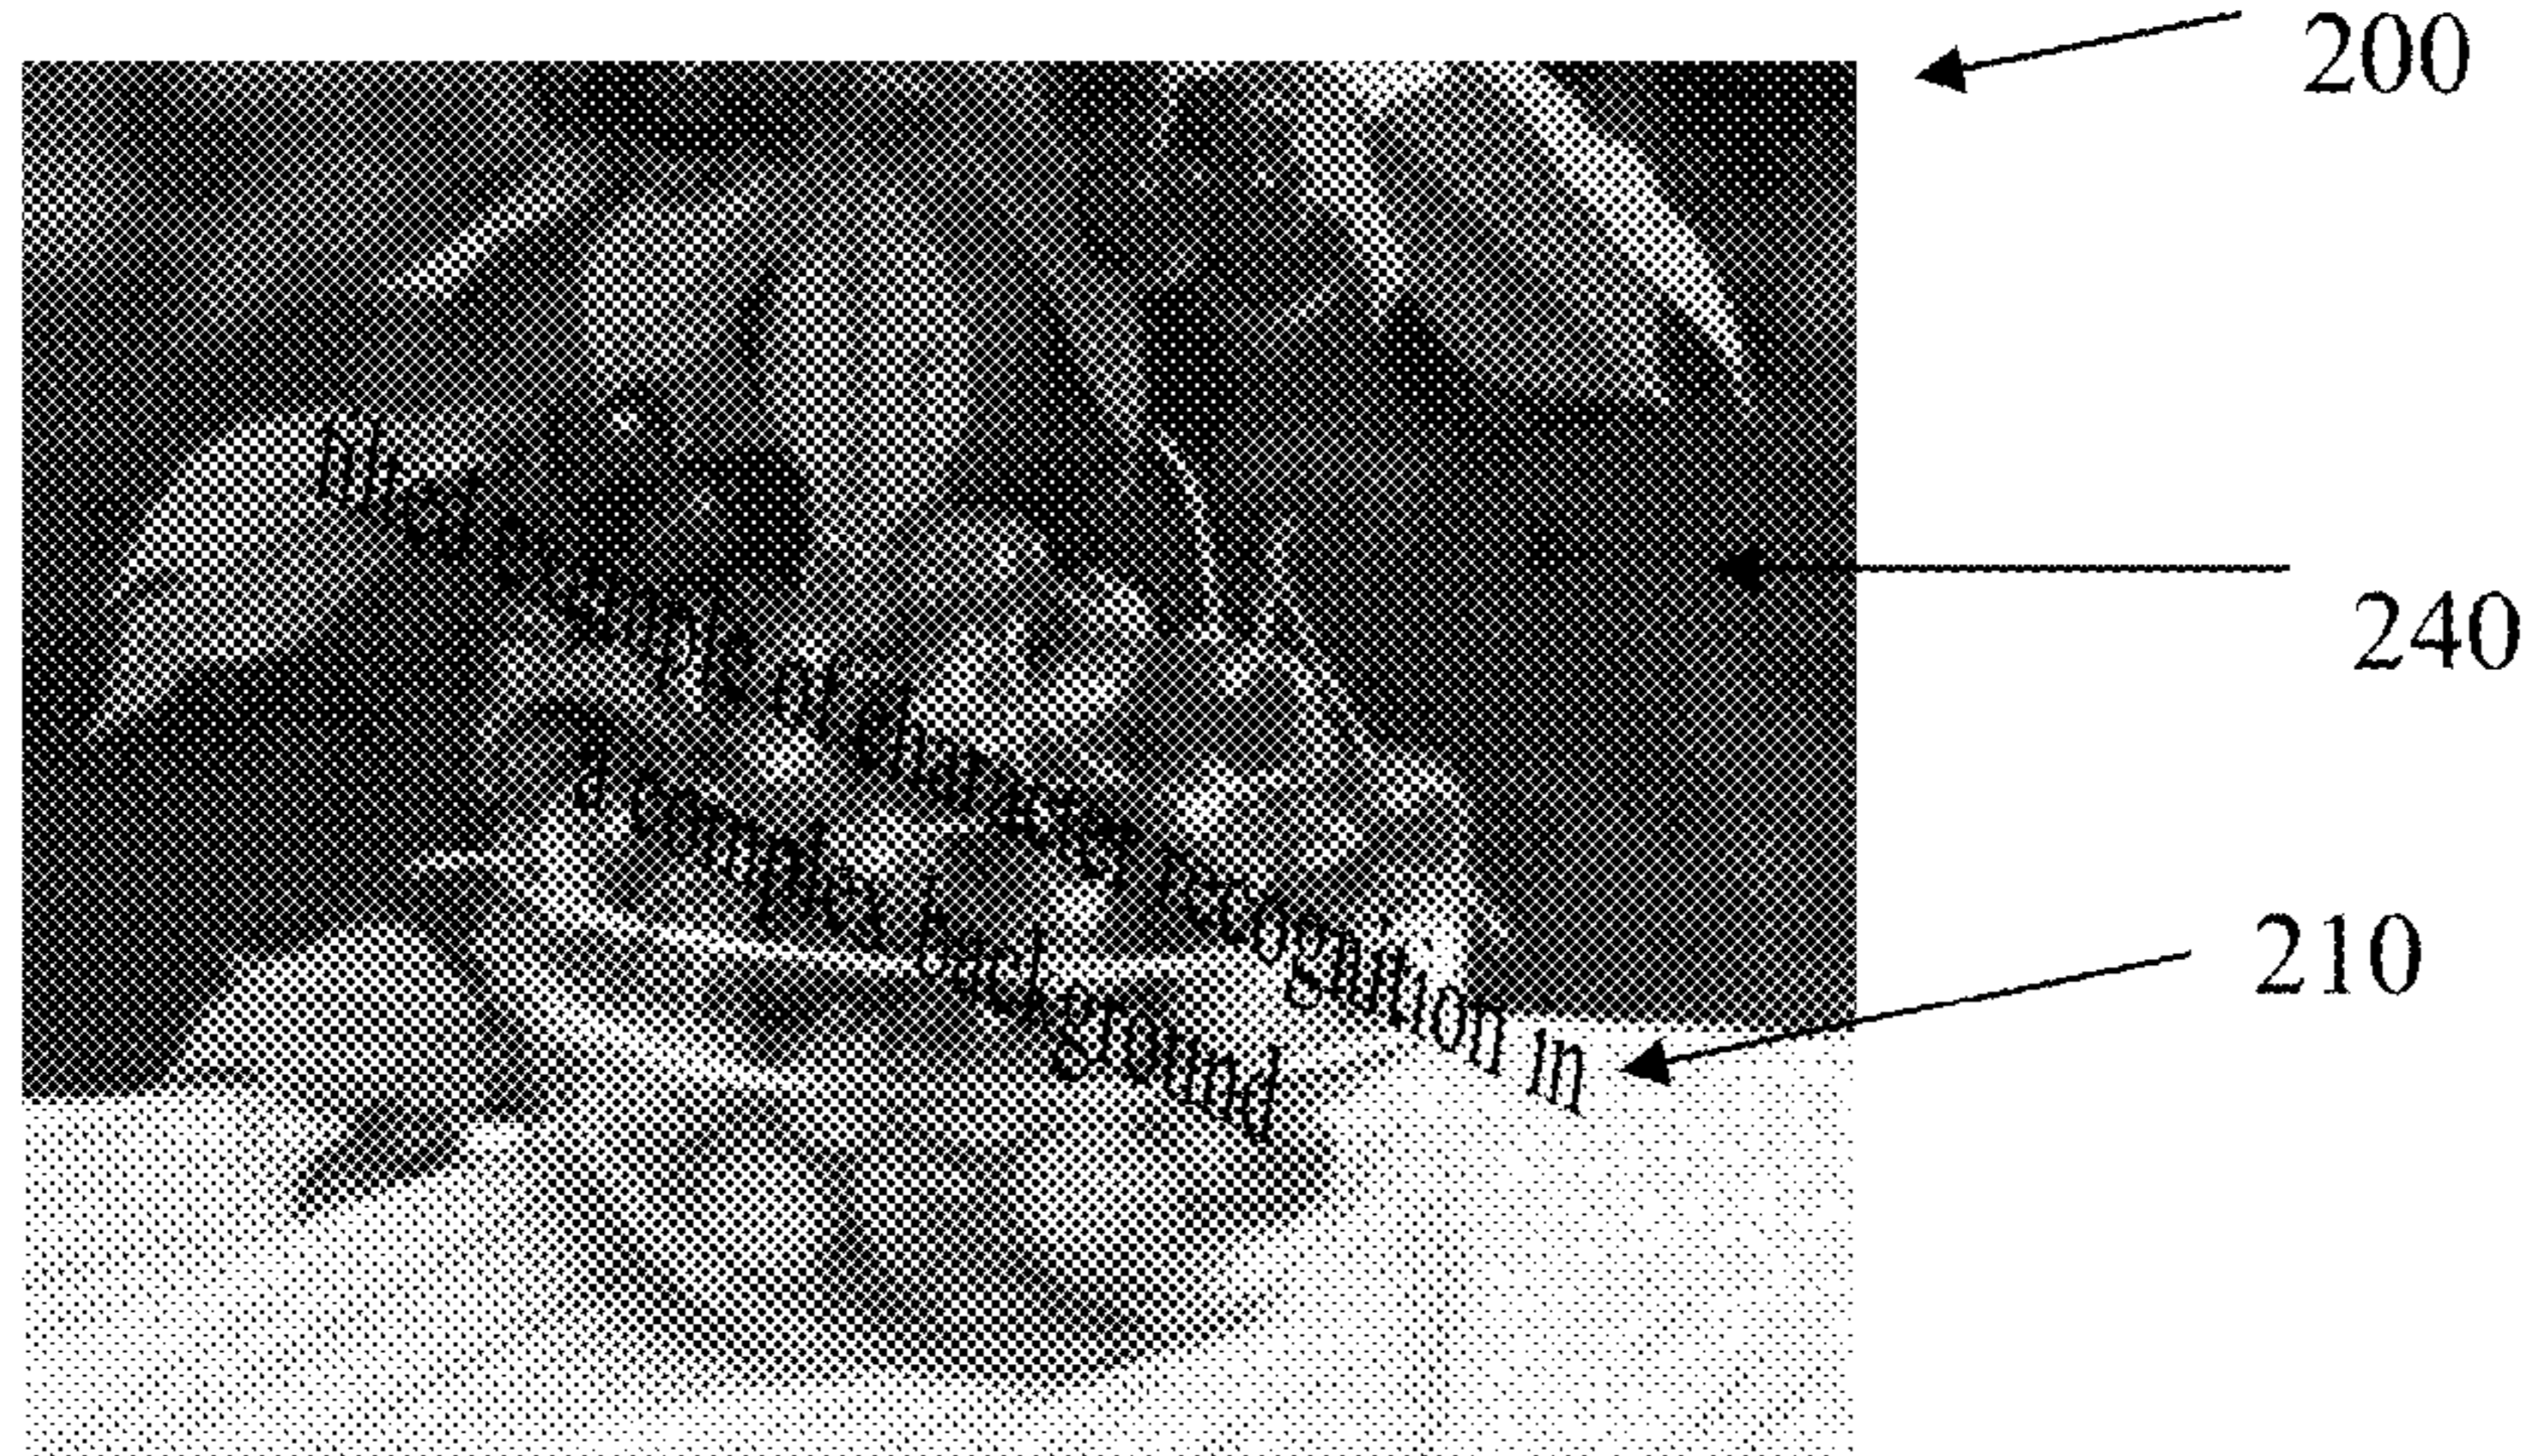 200
240
example of character recognition in
a complex background
210